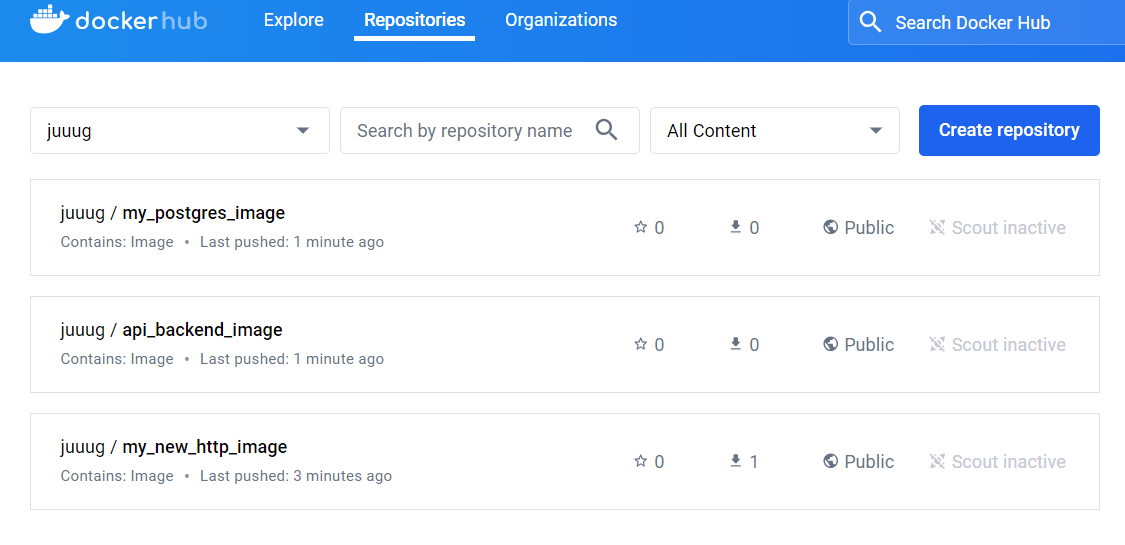 dockerhub Explore Repositories Organizations Search Docker Hub
juuug Search by repository name All Content Create repository
juuug / my_postgres_image
Contains: Image • Last pushed: 1 minute ago
0 0 Public Scout inactive
juuug / api_backend_image
Contains: Image • Last pushed: 1 minute ago
0 0 Public Scout inactive
juuug / my_new_http_image
Contains: Image • Last pushed: 3 minutes ago
0 1 Public Scout inactive